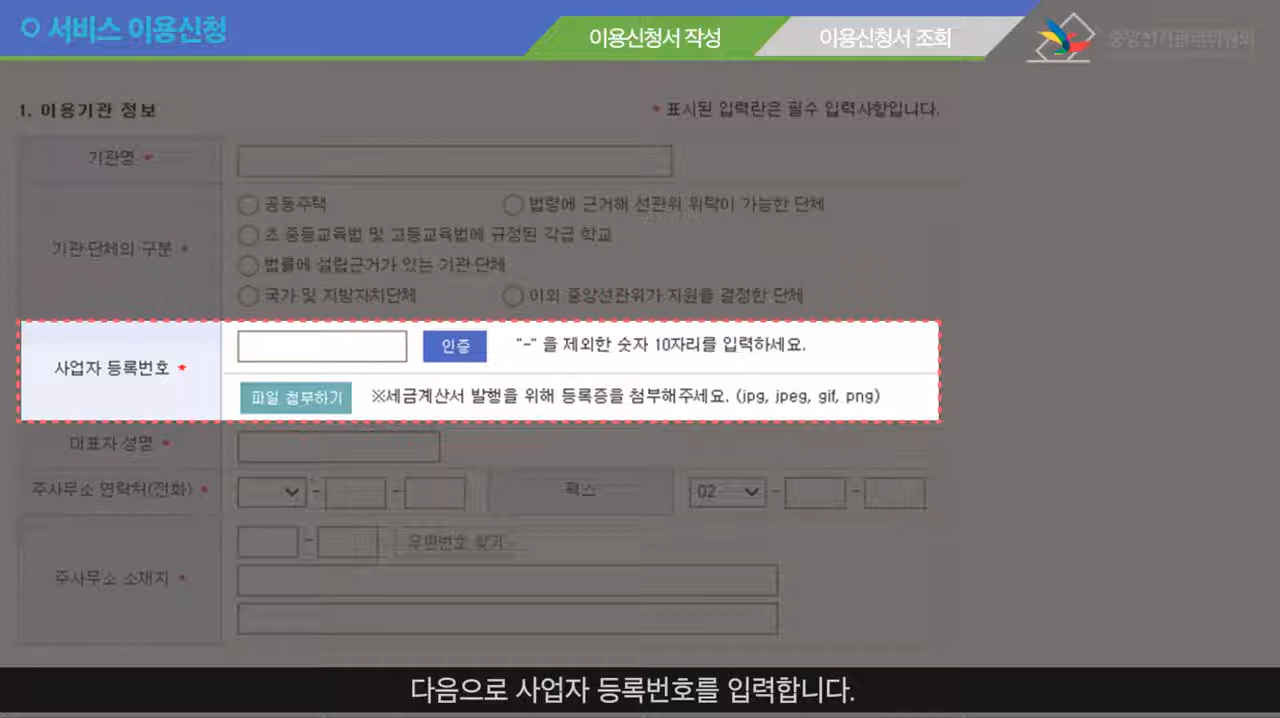 서비스 이용신청
이용신청서 작성
이용신청서 조회
중앙선거관리위원회
1. 이용기관 정보
* 표시된 입력란은 필수 입력사항입니다.
기관명 *
기관·단체의 구분 *
공동주택
법령에 근거해 선관위 위탁이 가능한 단체
초·중등교육법 및 고등교육법에 규정된 각급 학교
법률에 설립근거가 있는 기관·단체
국가 및 지방자치단체
이외 중앙선관위가 지원을 결정한 단체
사업자 등록번호 *
인증
"-" 을 제외한 숫자 10자리를 입력하세요.
파일 첨부하기
※세금계산서 발행을 위해 등록증을 첨부해주세요. (jpg, jpeg, gif, png)
대표자 성명 *
주사무소 연락처(전화) *
-
-
팩스
02
-
-
주사무소 소재지 *
-
우편번호 찾기
다음으로 사업자 등록번호를 입력합니다.